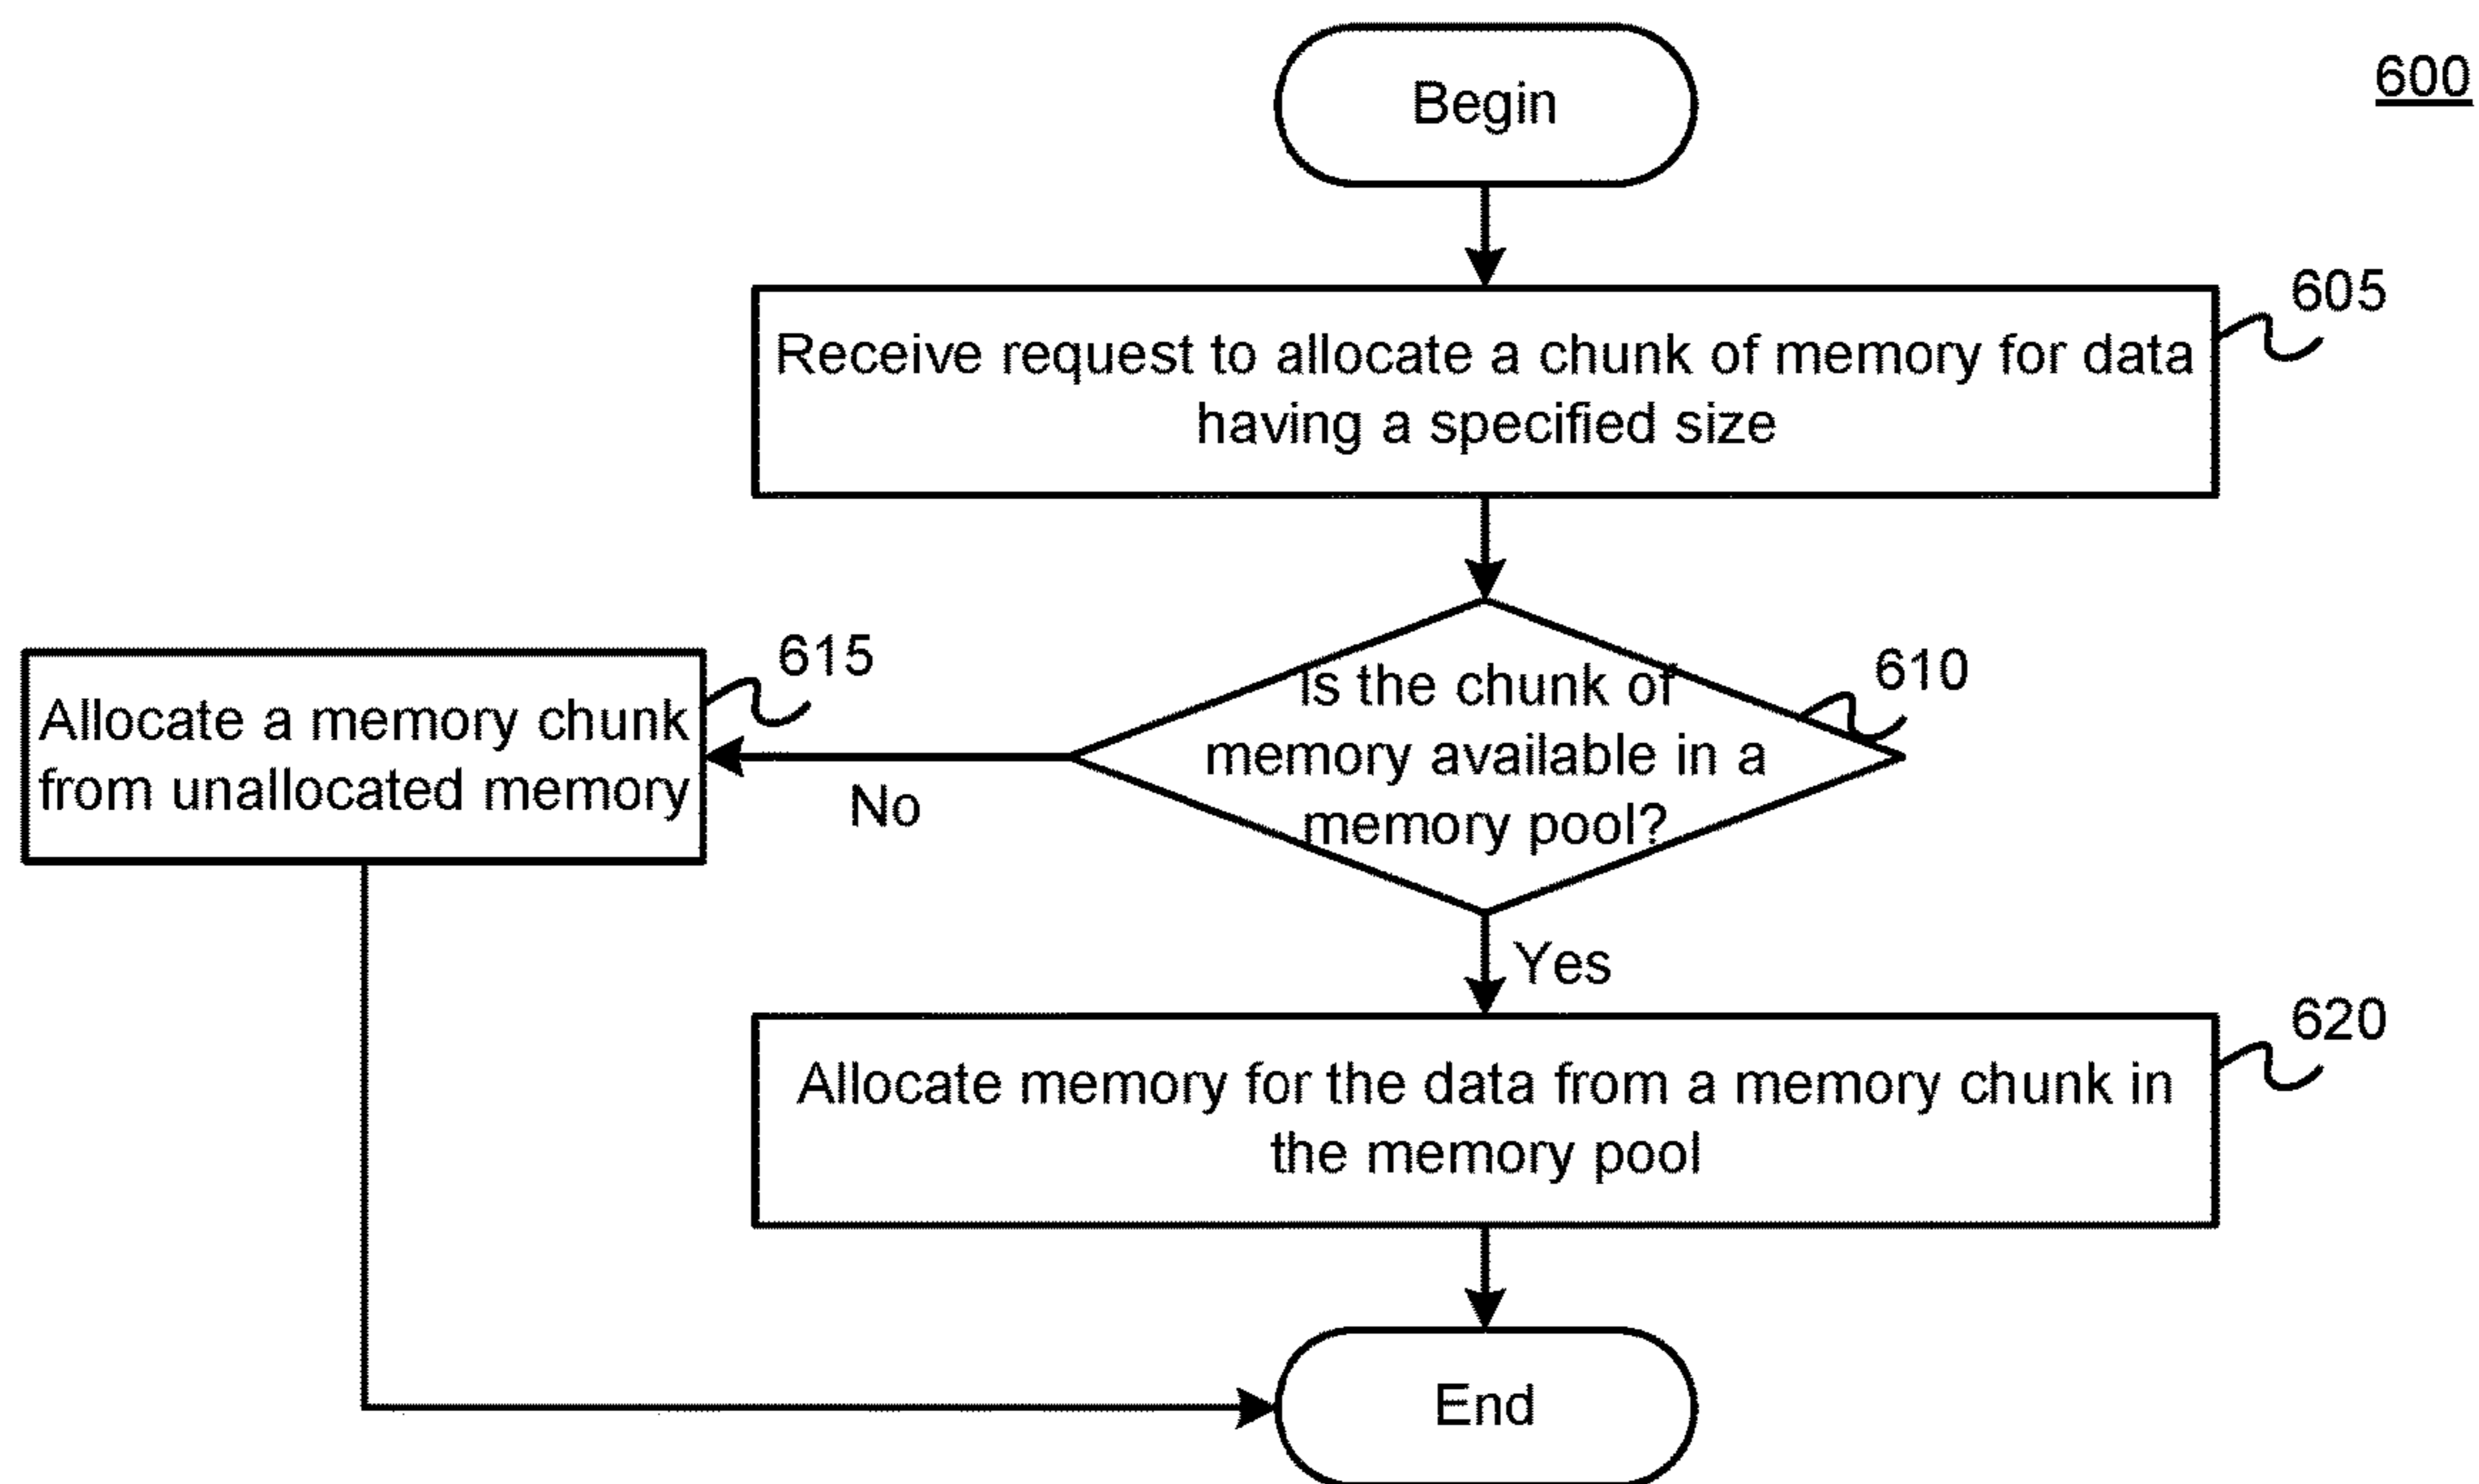 Begin
600
605
Receive request to allocate a chunk of memory for data
having a specified size
615
610
Is the chunk of
memory available in a
memory pool?
Allocate a memory chunk
from unallocated memory
No
Yes
620
Allocate memory for the data from a memory chunk in
the memory pool
End